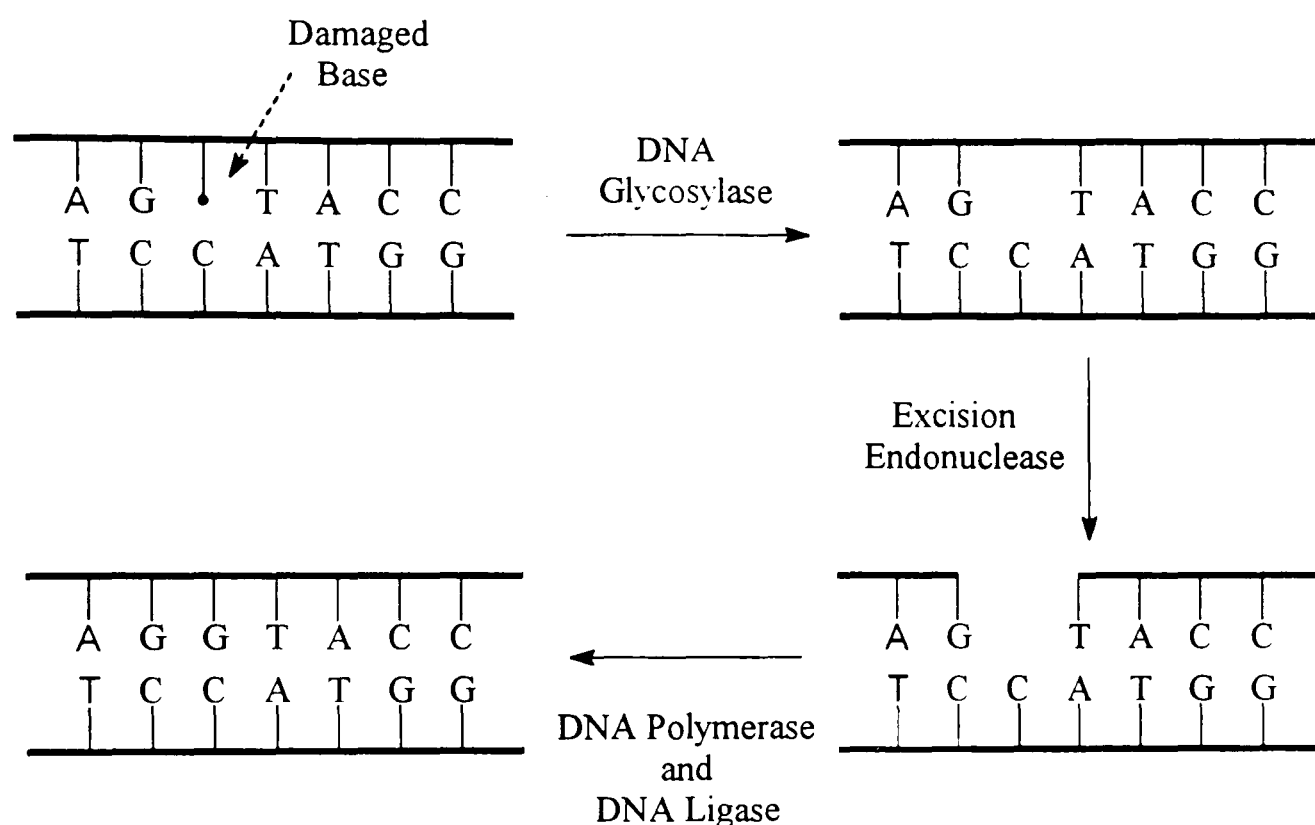 Damaged
Base
A G T A C C
T C C A T G G
DNA
Glycosylase
A G T A C C
T C C A T G G
Excision
Endonuclease
A G T A C C
T C C A T G G
DNA Polymerase
and
DNA Ligase
A G G T A C C
T C C A T G G